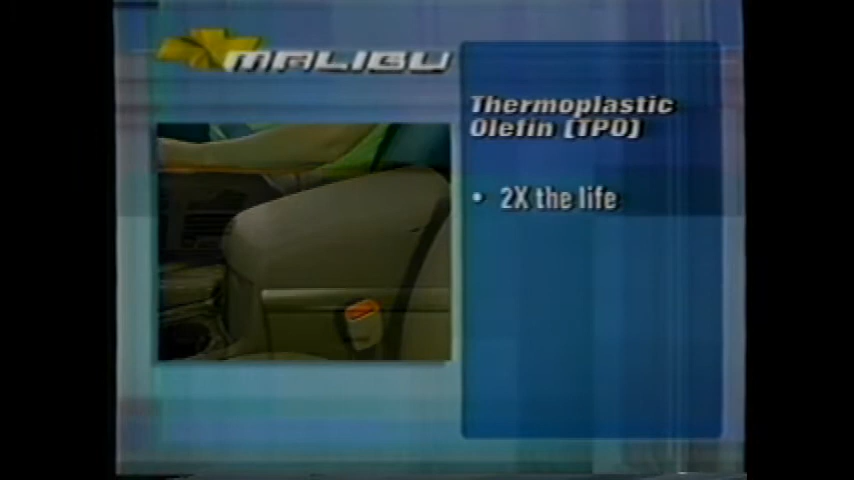 MALIBU
Thermoplastic
Olefin (TPO)
• 2X the life